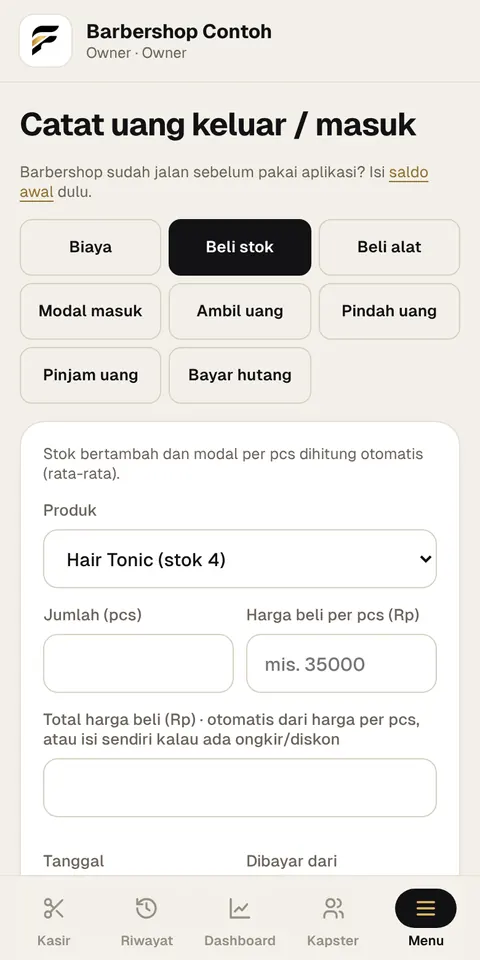 Barbershop Contoh
Owner · Owner
Catat uang keluar / masuk
Barbershop sudah jalan sebelum pakai aplikasi? Isi saldo
awal dulu.
Biaya
Beli stok
Beli alat
Modal masuk
Ambil uang
Pindah uang
Pinjam uang
Bayar hutang
Stok bertambah dan modal per pcs dihitung otomatis
(rata-rata).
Produk
Hair Tonic (stok 4)
Jumlah (pcs)
Harga beli per pcs (Rp)
mis. 35000
Total harga beli (Rp) · otomatis dari harga per pcs,
atau isi sendiri kalau ada ongkir/diskon
Tanggal
Dibayar dari
Kasir
Riwayat
Dashboard
Kapster
Menu